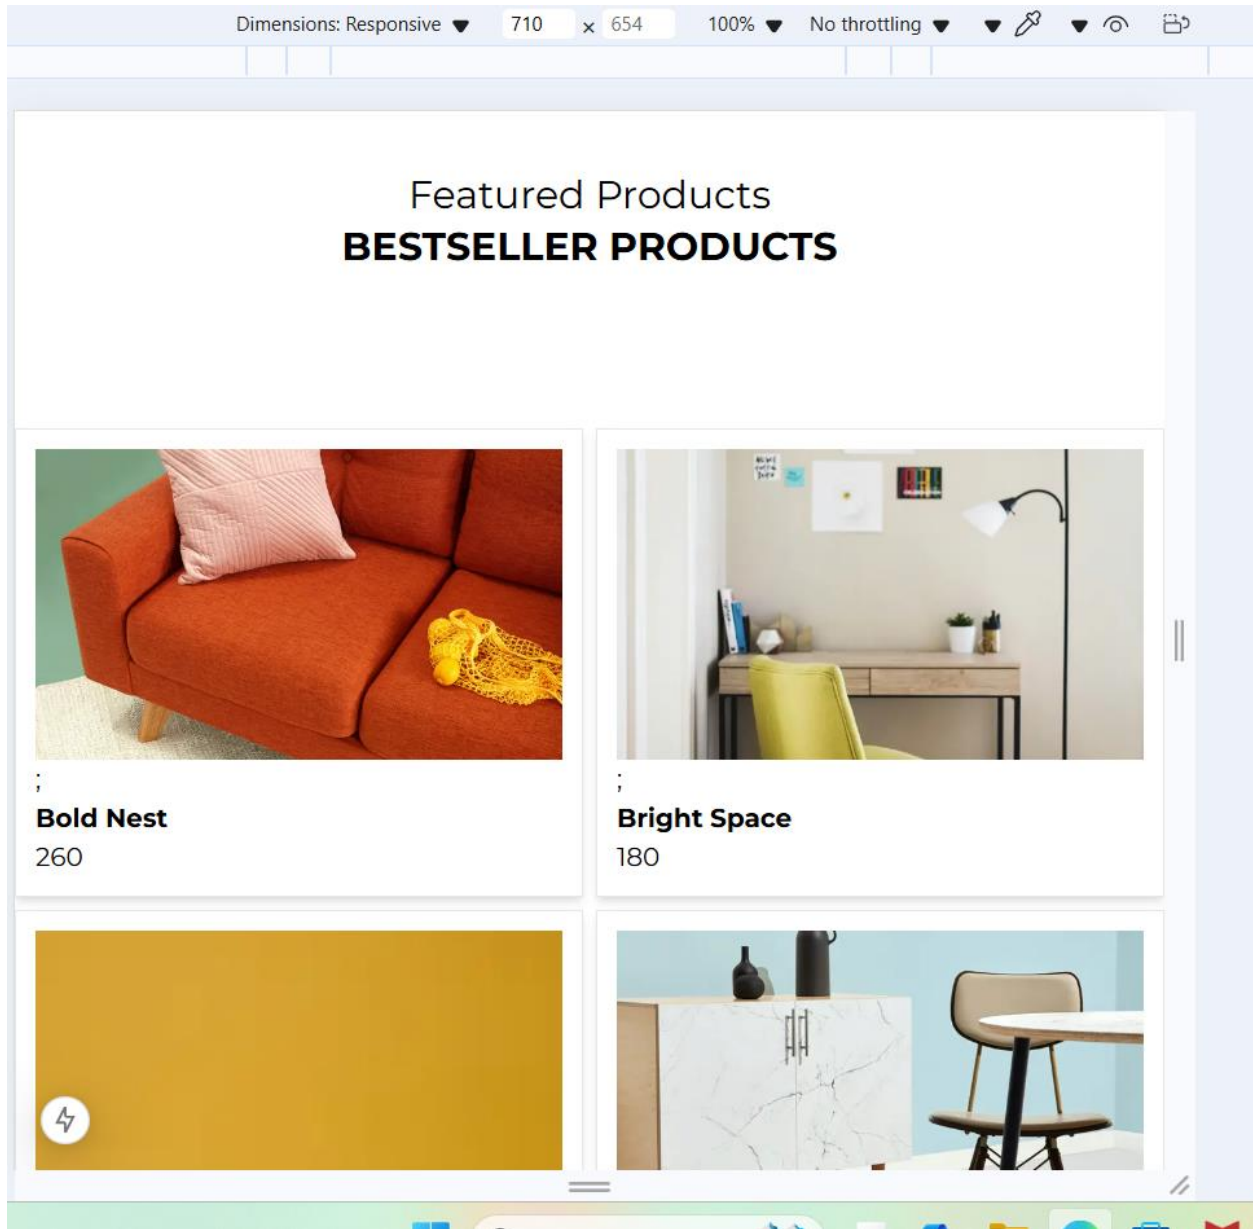 Dimensions: Responsive 710 × 654 100% No throttling
Featured Products
BESTSELLER PRODUCTS
; ;
Bold Nest Bright Space
260 180